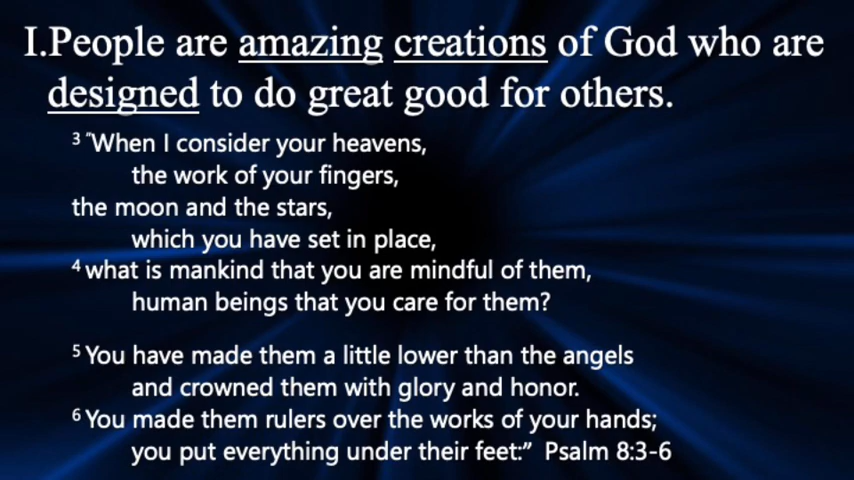 I.People are amazing creations of God who are
designed to do great good for others.
3 "When I consider your heavens,
the work of your fingers,
the moon and the stars,
which you have set in place,
4 what is mankind that you are mindful of them,
human beings that you care for them?
5 You have made them a little lower than the angels
and crowned them with glory and honor.
6 You made them rulers over the works of your hands;
you put everything under their feet:” Psalm 8:3-6